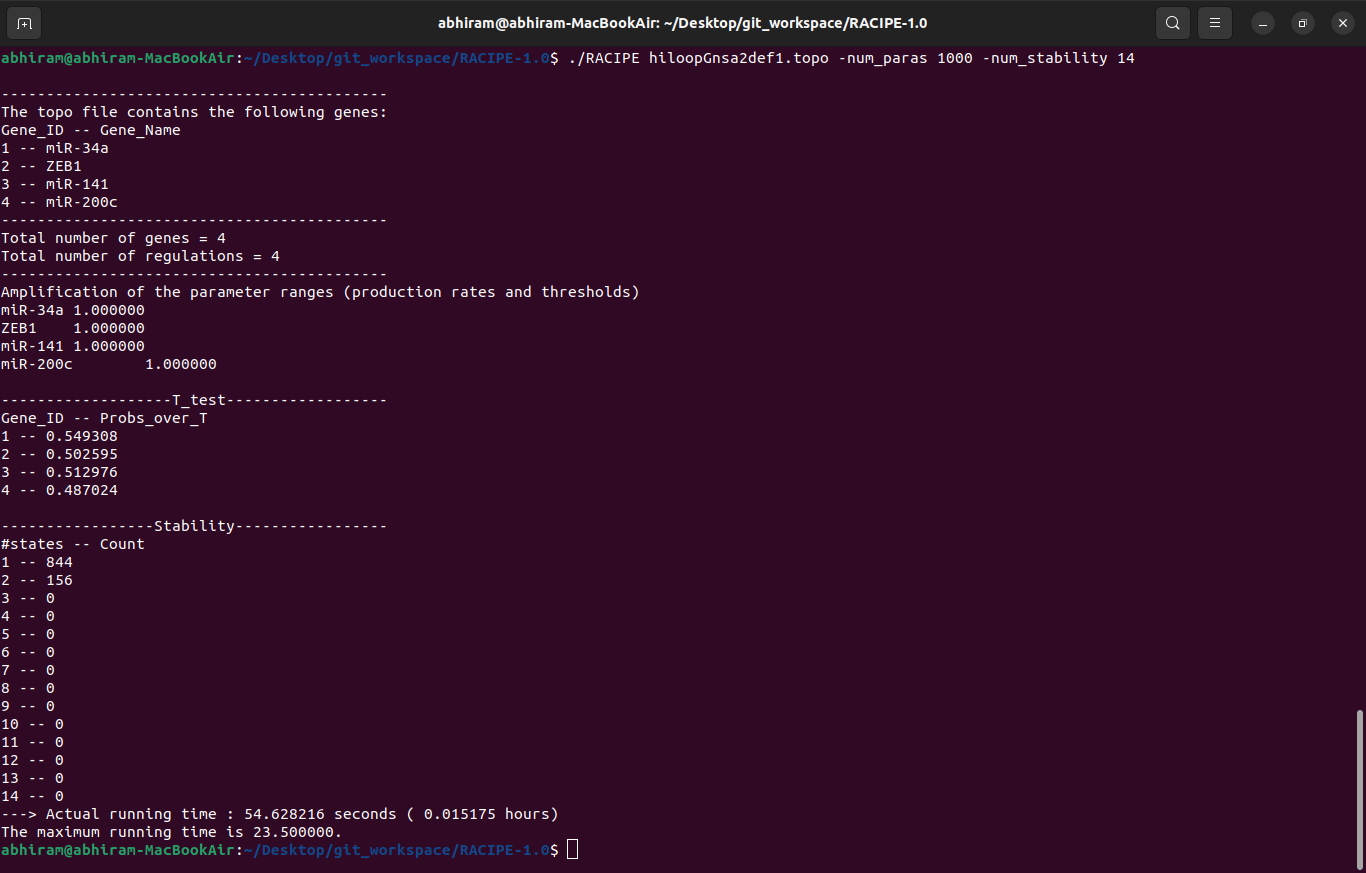 abhiram@abhiram-MacBookAir: ~/Desktop/git_workspace/RACIPE-1.0
abhiram@abhiram-MacBookAir:~/Desktop/git_workspace/RACIPE-1.0$ ./RACIPE hiloopGnsa2def1.topo -num_paras 1000 -num_stability 14
-------------------------------------------
The topo file contains the following genes:
Gene_ID -- Gene_Name
1 -- miR-34a
2 -- ZEB1
3 -- miR-141
4 -- miR-200c
-------------------------------------------
Total number of genes = 4
Total number of regulations = 4
-------------------------------------------
Amplification of the parameter ranges (production rates and thresholds)
miR-34a 1.000000
ZEB1    1.000000
miR-141 1.000000
miR-200c        1.000000
-------------------T_test------------------
Gene_ID -- Probs_over_T
1 -- 0.549308
2 -- 0.502595
3 -- 0.512976
4 -- 0.487024
-----------------Stability-----------------
#states -- Count
1 -- 844
2 -- 156
3 -- 0
4 -- 0
5 -- 0
6 -- 0
7 -- 0
8 -- 0
9 -- 0
10 -- 0
11 -- 0
12 -- 0
13 -- 0
14 -- 0
---> Actual running time : 54.628216 seconds ( 0.015175 hours)
The maximum running time is 23.500000.
abhiram@abhiram-MacBookAir:~/Desktop/git_workspace/RACIPE-1.0$